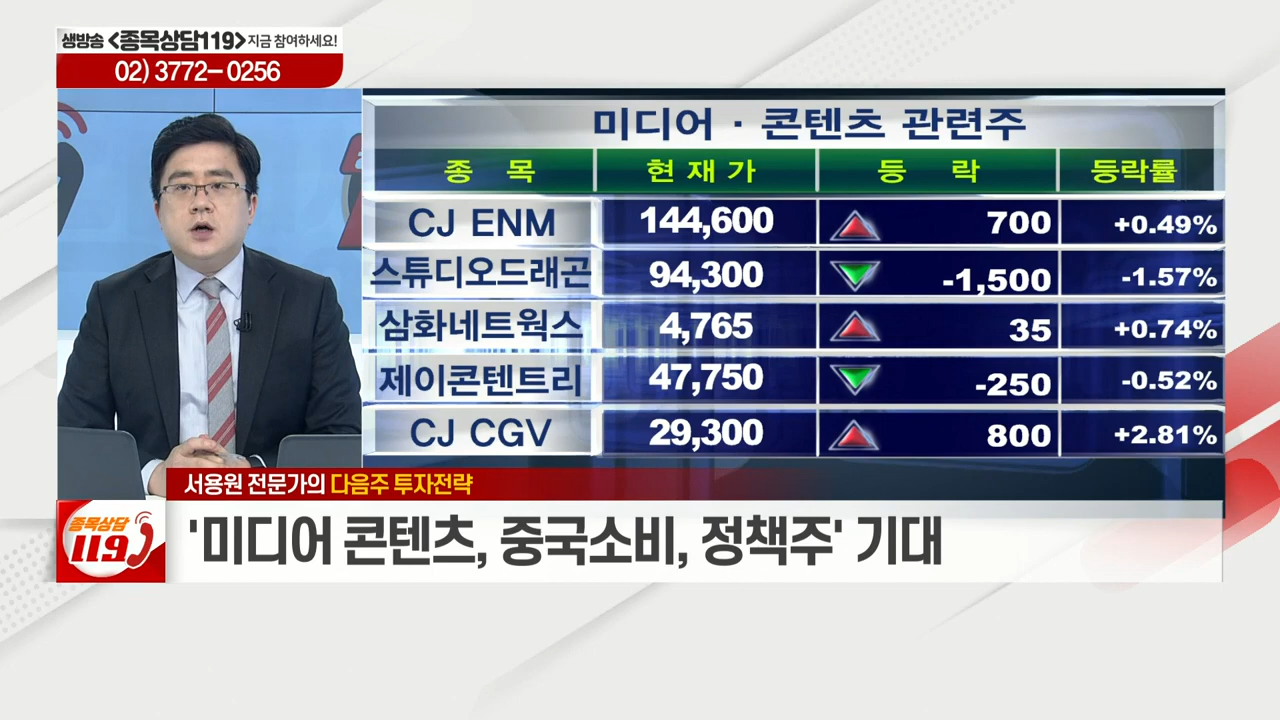 생방송 <종목상담119> 지금 참여하세요!
02) 3772-0256
미디어 · 콘텐츠 관련주
종 목 현 재 가 등 락 등락률
CJ ENM 144,600 700 +0.49%
스튜디오드래곤 94,300 -1,500 -1.57%
삼화네트웍스 4,765 35 +0.74%
제이콘텐트리 47,750 -250 -0.52%
CJ CGV 29,300 800 +2.81%
서용원 전문가의 다음주 투자전략
종목상담
119
'미디어 콘텐츠, 중국소비, 정책주' 기대